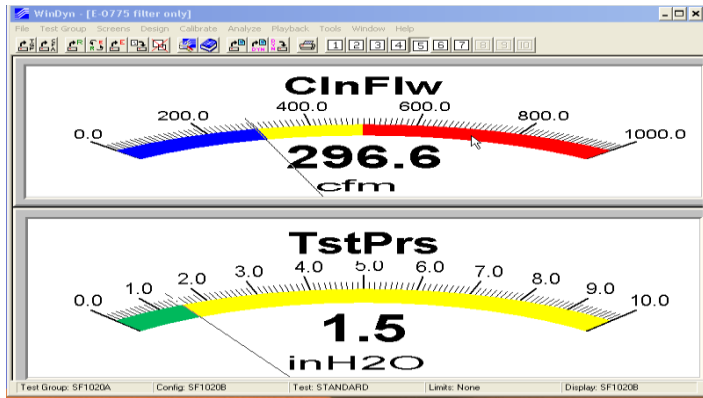 WinDyn - [E-0775 filter only]
File Test Group Screens Design Calibrate Analyze Playback Tools Window Help
1 2 3 4 5 6 7 8 9 10
ClnFlw
0.0 200.0 400.0 600.0 800.0 1000.0
296.6
cfm
TstPrs
0.0 1.0 2.0 3.0 4.0 5.0 6.0 7.0 8.0 9.0 10.0
1.5
inH2O
Test Group: SF1020A Config: SF1020B Test: STANDARD Limits: None Display: SF1020B